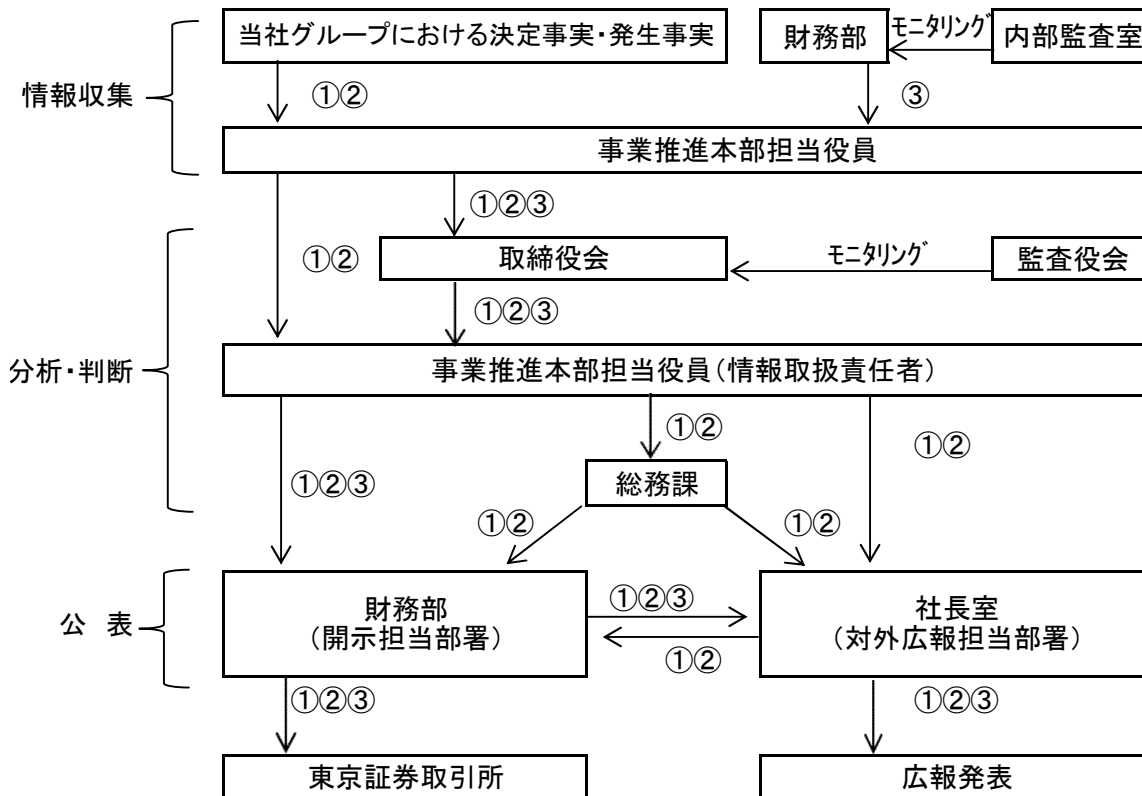 当社グループにおける決定事実・発生事実
財務部
モニタリング
内部監査室
情報収集
①②
③
事業推進本部担当役員
①②③
①②
取締役会
モニタリング
監査役会
①②③
分析・判断
事業推進本部担当役員（情報取扱責任者）
①②
①②
①②③
総務課
①②
①②
公 表
財務部
（開示担当部署）
①②③
①②
社長室
（対外広報担当部署）
①②③
①②③
東京証券取引所
広報発表